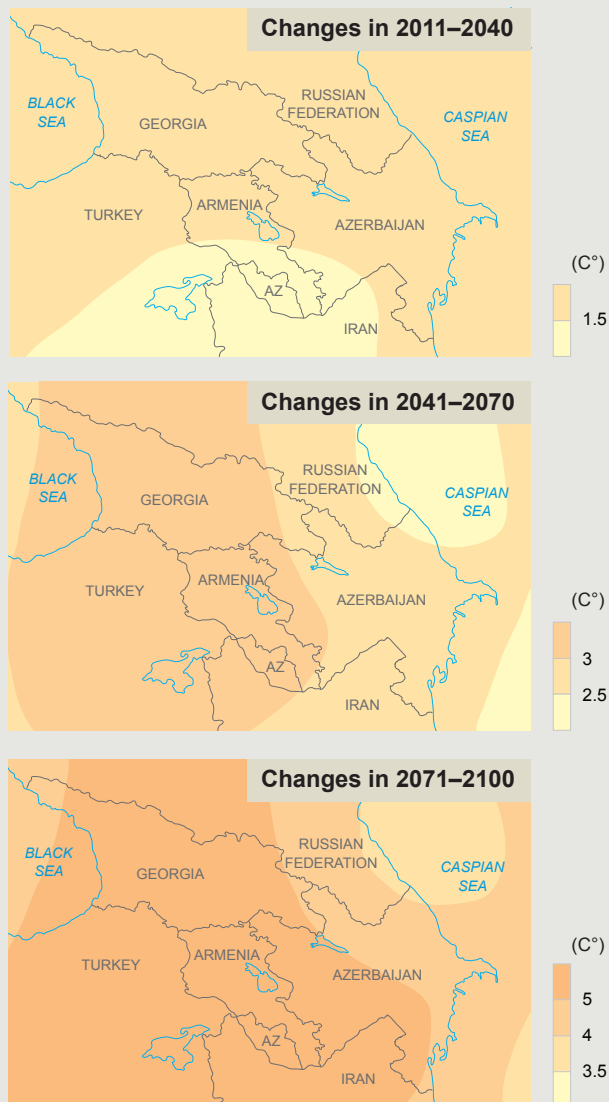 Changes in 2011–2040
BLACK
SEA
GEORGIA
RUSSIAN
FEDERATION
CASPIAN
SEA
TURKEY
ARMENIA
AZERBAIJAN
AZ
IRAN
(C°)
1.5
Changes in 2041–2070
BLACK
SEA
GEORGIA
RUSSIAN
FEDERATION
CASPIAN
SEA
TURKEY
ARMENIA
AZERBAIJAN
AZ
IRAN
(C°)
3
2.5
Changes in 2071–2100
BLACK
SEA
GEORGIA
RUSSIAN
FEDERATION
CASPIAN
SEA
TURKEY
ARMENIA
AZERBAIJAN
AZ
IRAN
(C°)
5
4
3.5